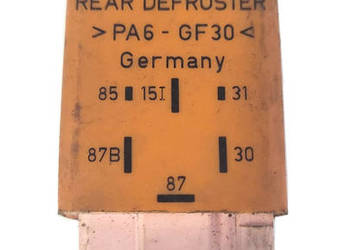 REAR DEFROSTER
>PA6-GF30<
Germany
85 15I 31
87B 30
87